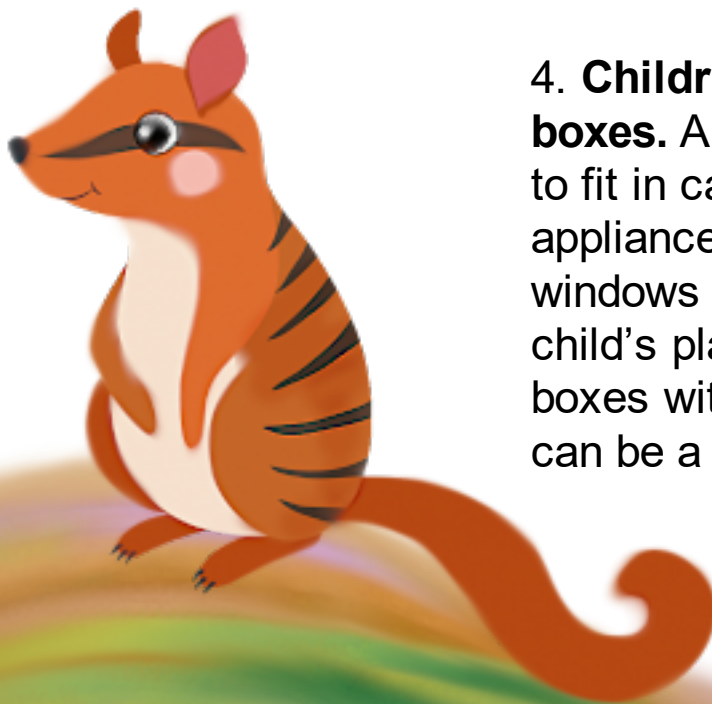 4. Childr
boxes. A
to fit in ca
appliance
windows
child’s pla
boxes wit
can be a